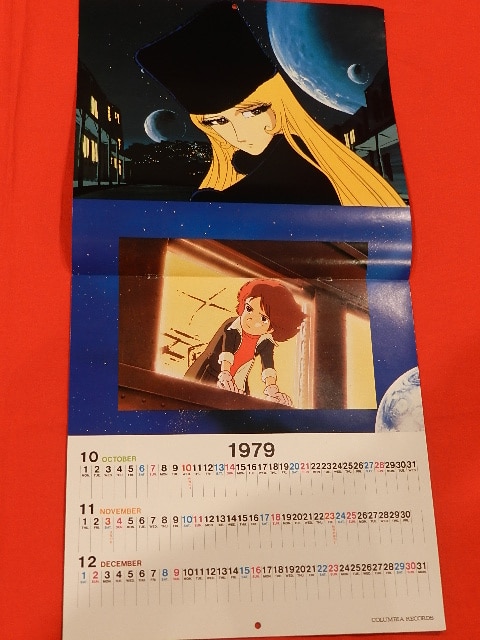 1979
10 OCTOBER
1 2 3 4 5 6 7 8 9 10 11 12 13 14 15 16 17 18 19 20 21 22 23 24 25 26 27 28 29 30 31
11 NOVEMBER
1 2 3 4 5 6 7 8 9 10 11 12 13 14 15 16 17 18 19 20 21 22 23 24 25 26 27 28 29 30
12 DECEMBER
1 2 3 4 5 6 7 8 9 10 11 12 13 14 15 16 17 18 19 20 21 22 23 24 25 26 27 28 29 30 31
COLUMBIA RECORDS